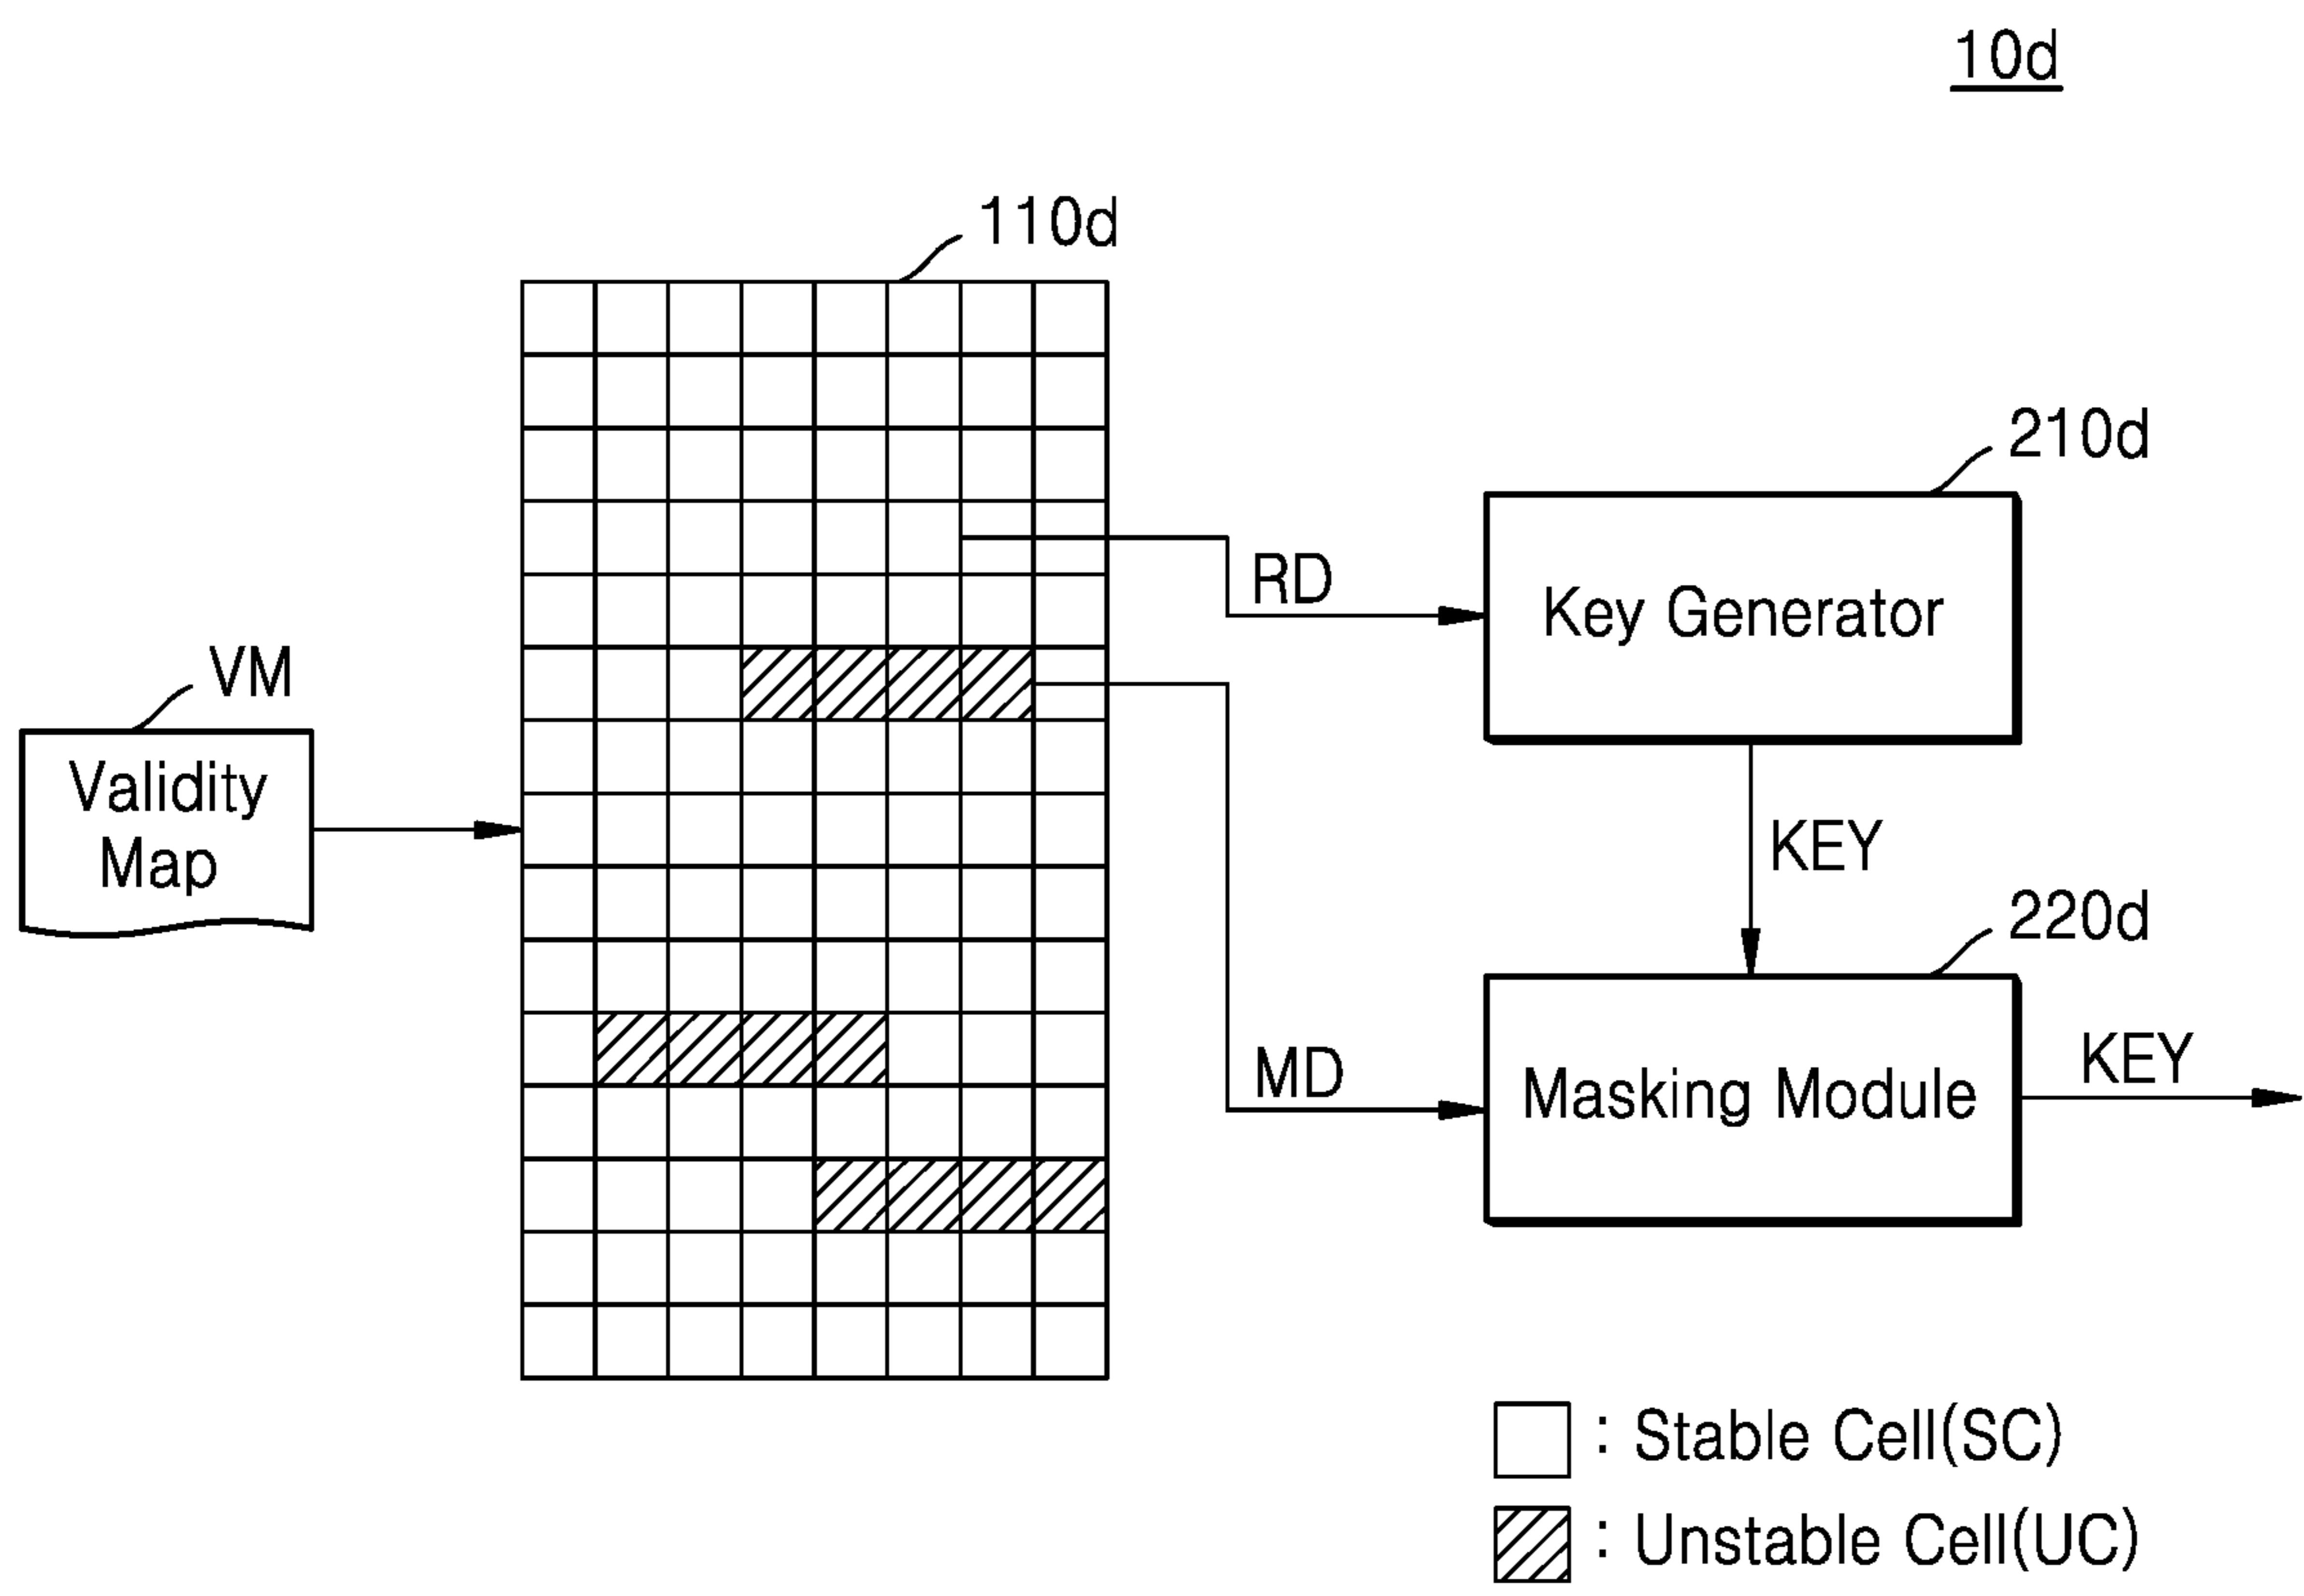 10d
110d
210d
RD
Key Generator
VM
Validity
Map
KEY
220d
MD
Masking Module
KEY
: Stable Cell(SC)
: Unstable Cell(UC)